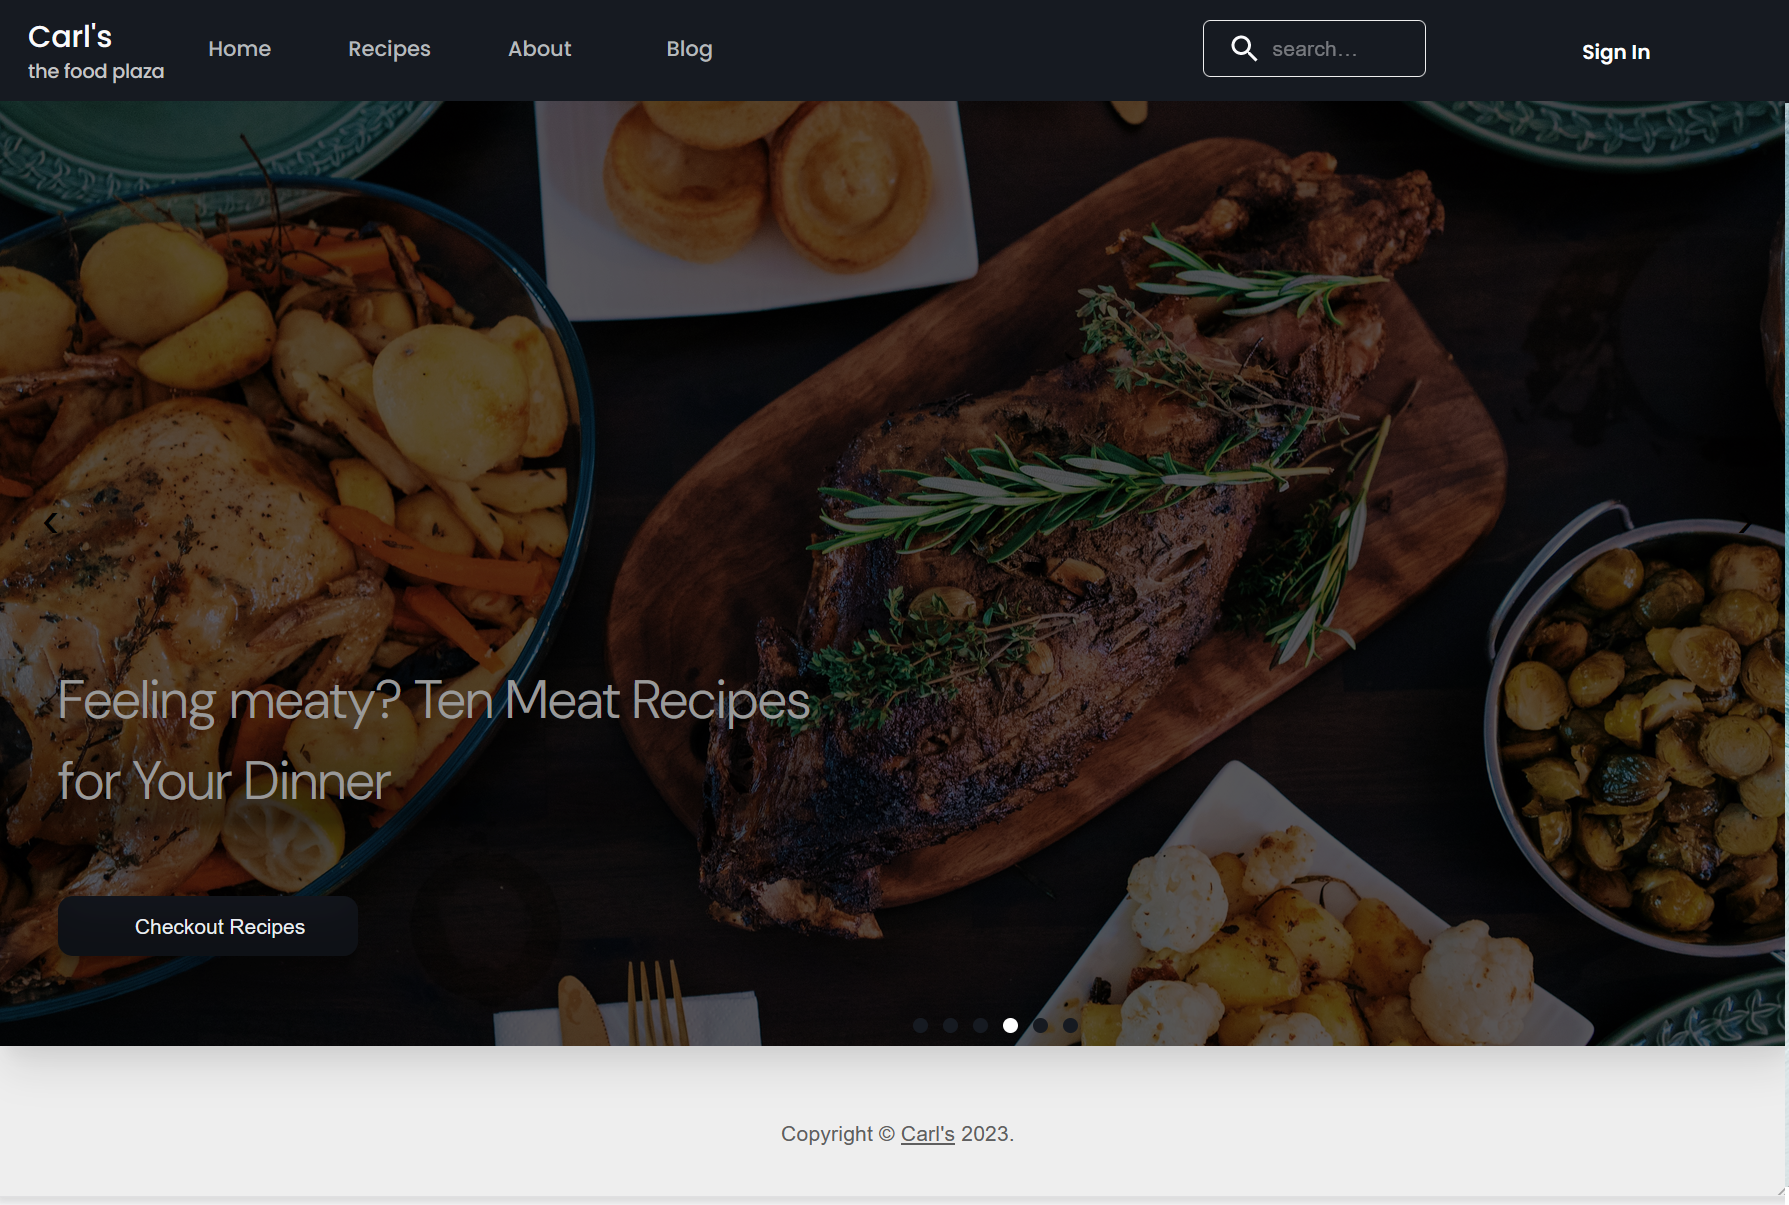 Carl's
the food plaza
Home
Recipes
About
Blog
search...
Sign In
Feeling meaty? Ten Meat Recipes
for Your Dinner
Checkout Recipes
Copyright © Carl's 2023.